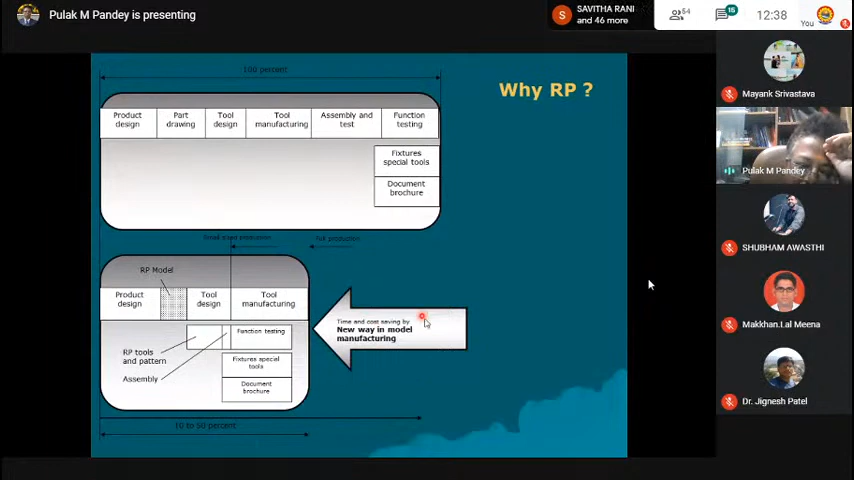 Pulak M Pandey is presenting
SAVITHA RANI
and 46 more
54
15
12:38
You
S
100 percent
Why RP ?
Product
design
Part
drawing
Tool
design
Tool
manufacturing
Assembly and
test
Function
testing
Fixtures
special tools
Document
brochure
production
Full production
RP Model
Product
design
Tool
design
Tool
manufacturing
Function testing
RP tools
and pattern
Assembly
Fixtures special
tools
Document
brochure
Time and cost saving by
New way in model
manufacturing
10 to 50 percent
Mayank Srivastava
Pulak M Pandey
SHUBHAM AWASTHI
Makkhan.Lal Meena
Dr. Jignesh Patel